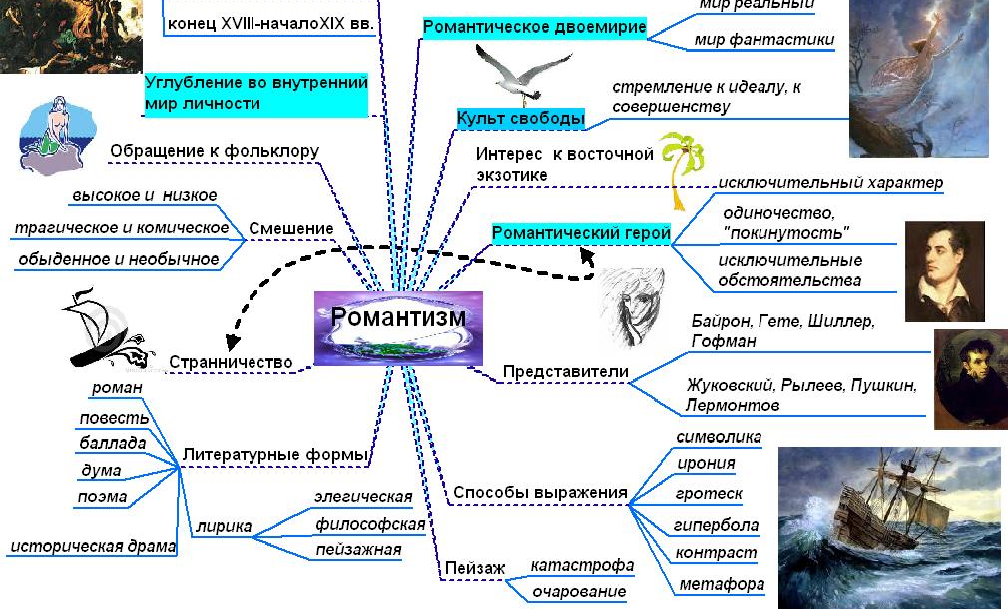 конец XVIII-началоXIX вв.
Углубление во внутренний
мир личности
Обращение к фольклору
высокое и низкое
трагическое и комическое
обыденное и необычное
Смешение
Странничество
роман
повесть
баллада
дума
поэма
историческая драма
Литературные формы
лирика
элегическая
философская
пейзажная
Романтизм
Романтическое двоемирие
мир реальный
мир фантастики
Культ свободы
стремление к идеалу, к
совершенству
Интерес к восточной
экзотике
Романтический герой
исключительный характер
одиночество,
"покинутость"
исключительные
обстоятельства
Представители
Байрон, Гете, Шиллер,
Гофман
Жуковский, Рылеев, Пушкин,
Лермонтов
Способы выражения
символика
ирония
гротеск
гипербола
контраст
метафора
Пейзаж
катастрофа
очарование